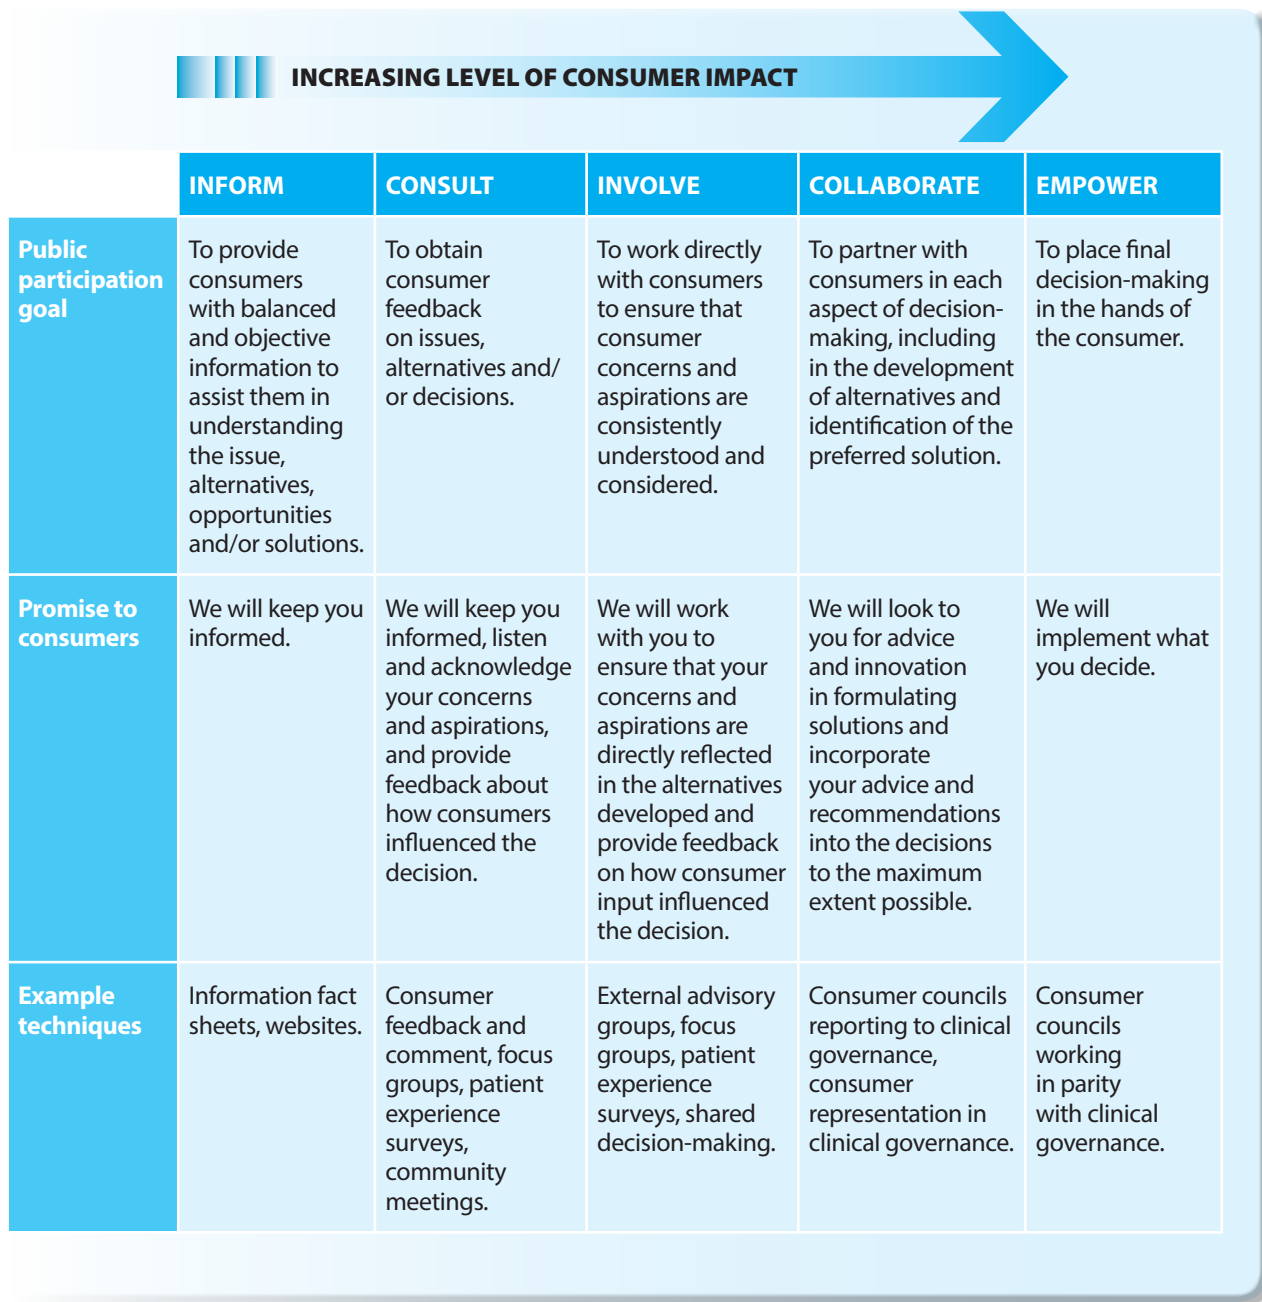 INCREASING LEVEL OF CONSUMER IMPACT
INFORM
CONSULT
INVOLVE
COLLABORATE
EMPOWER
Public
participation
goal
To provide
consumers
with balanced
and objective
information to
assist them in
understanding
the issue,
alternatives,
opportunities
and/or solutions.
To obtain
consumer
feedback
on issues,
alternatives and/
or decisions.
To work directly
with consumers
to ensure that
consumer
concerns and
aspirations are
consistently
understood and
considered.
To partner with
consumers in each
aspect of decision-
making, including
in the development
of alternatives and
identification of the
preferred solution.
To place final
decision-making
in the hands of
the consumer.
Promise to
consumers
We will keep you
informed.
We will keep you
informed, listen
and acknowledge
your concerns
and aspirations,
and provide
feedback about
how consumers
influenced the
decision.
We will work
with you to
ensure that your
concerns and
aspirations are
directly reflected
in the alternatives
developed and
provide feedback
on how consumer
input influenced
the decision.
We will look to
you for advice
and innovation
in formulating
solutions and
incorporate
your advice and
recommendations
into the decisions
to the maximum
extent possible.
We will
implement what
you decide.
Example
techniques
Information fact
sheets, websites.
Consumer
feedback and
comment, focus
groups, patient
experience
surveys,
community
meetings.
External advisory
groups, focus
groups, patient
experience
surveys, shared
decision-making.
Consumer councils
reporting to clinical
governance,
consumer
representation in
clinical governance.
Consumer
councils
working
in parity
with clinical
governance.